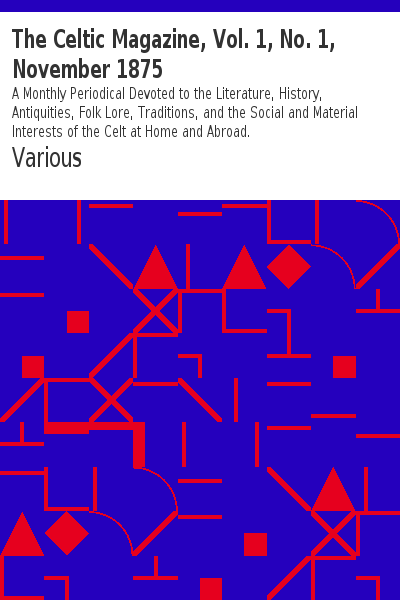 The Celtic Magazine, Vol. 1, No. 1,
November 1875
A Monthly Periodical Devoted to the Literature, History,
Antiquities, Folk Lore, Traditions, and the Social and Material
Interests of the Celt at Home and Abroad.
Various